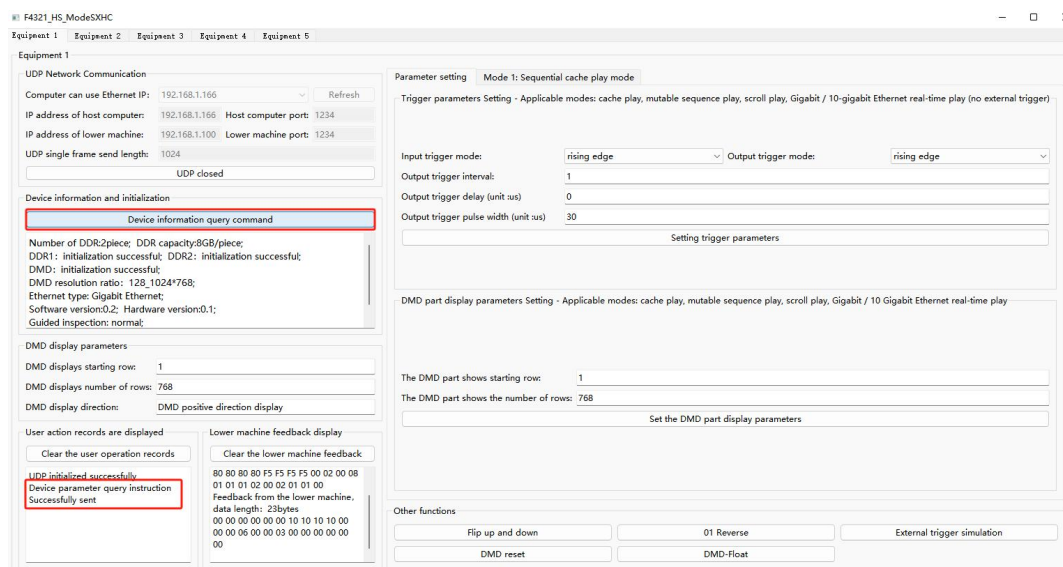 F4321_HS_ModeSXHC
Equipment 1 Equipment 2 Equipment 3 Equipment 4 Equipment 5
Equipment 1
UDP Network Communication
Computer can use Ethernet IP: 192.168.1.166 Refresh
IP address of host computer: 192.168.1.166 Host computer port: 1234
IP address of lower machine: 192.168.1.100 Lower machine port: 1234
UDP single frame send length: 1024
UDP closed
Device information and initialization
Device information query command
Number of DDR:2piece; DDR capacity:8GB/piece;
DDR1: initialization successful; DDR2: initialization successful;
DMD: initialization successful;
DMD resolution ratio: 128_1024*768;
Ethernet type: Gigabit Ethernet;
Software version:0.2; Hardware version:0.1;
Guided inspection: normal;
DMD display parameters
DMD displays starting row: 1
DMD displays number of rows: 768
DMD display direction: DMD positive direction display
User action records are displayed
Clear the user operation records
UDP initialized successfully
Device parameter query instruction
Successfully sent
Lower machine feedback display
Clear the lower machine feedback
80 80 80 80 F5 F5 F5 F5 00 02 00 08
01 01 01 02 00 02 01 01 00
Feedback from the lower machine,
data length: 23bytes
00 00 00 00 00 00 10 10 10 10 00
00 00 06 00 00 03 00 00 00 00 00
00
Parameter setting Mode 1: Sequential cache play mode
Trigger parameters Setting - Applicable modes: cache play, mutable sequence play, scroll play, Gigabit / 10-gigabit Ethernet real-time play (no external trigger)
Input trigger mode: rising edge Output trigger mode: rising edge
Output trigger interval: 1
Output trigger delay (unit :us) 0
Output trigger pulse width (unit :us) 30
Setting trigger parameters
DMD part display parameters Setting - Applicable modes: cache play, mutable sequence play, scroll play, Gigabit / 10 Gigabit Ethernet real-time play
The DMD part shows starting row: 1
The DMD part shows the number of rows: 768
Set the DMD part display parameters
Other functions
Flip up and down 01 Reverse External trigger simulation
DMD reset DMD-Float